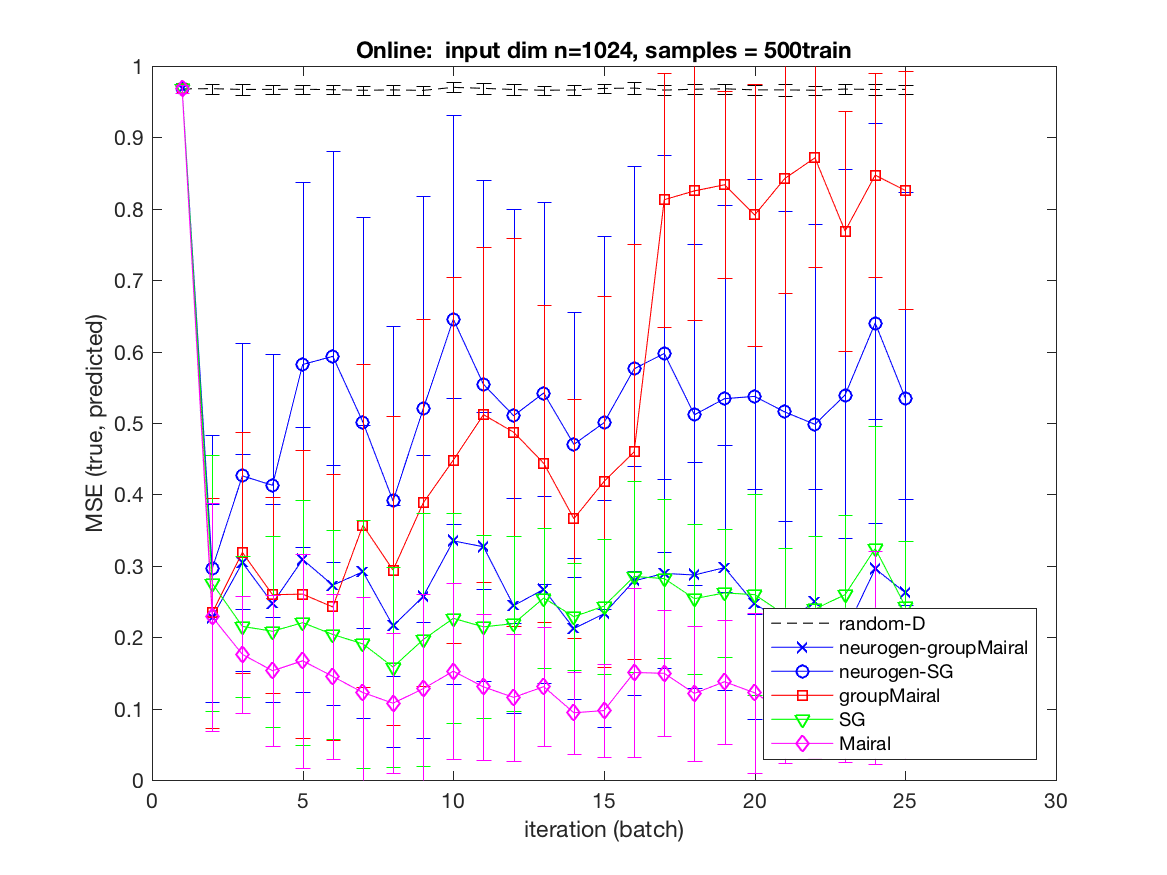 Online:  input dim n=1024, samples = 500train
MSE (true, predicted)
1
0.9
0.8
0.7
0.6
0.5
0.4
0.3
0.2
0.1
0
0 5 10 15 20 25 30
iteration (batch)
random-D
neurogen-groupMairal
neurogen-SG
groupMairal
SG
Mairal